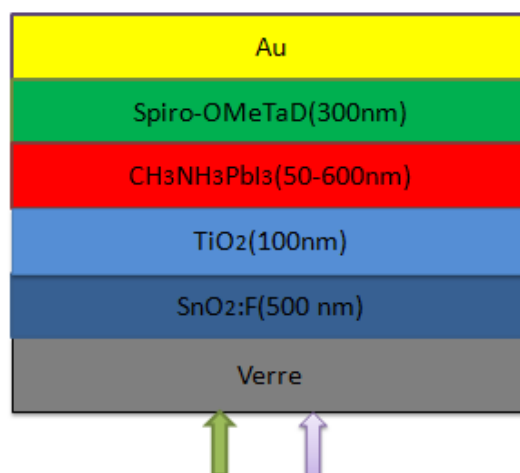 Au
Spiro-OMeTaD(300nm)
CH3NH3PbI3(50-600nm)
TiO2(100nm)
SnO2:F(500 nm)
Verre